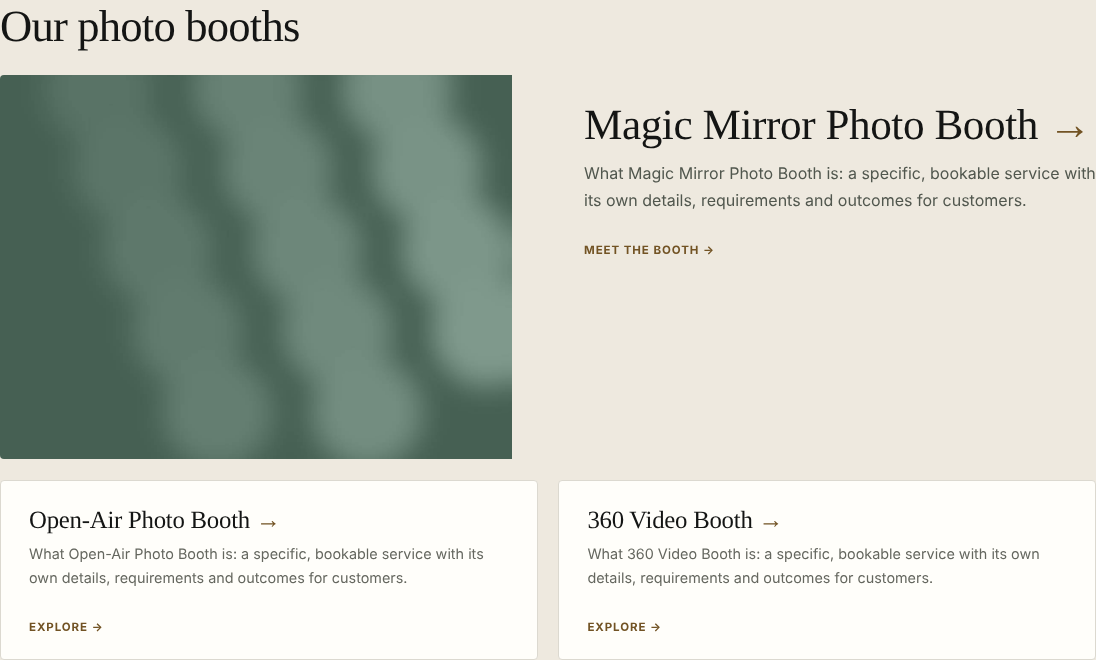 Our photo booths
Magic Mirror Photo Booth →
What Magic Mirror Photo Booth is: a specific, bookable service with
its own details, requirements and outcomes for customers.
MEET THE BOOTH →
Open-Air Photo Booth →
What Open-Air Photo Booth is: a specific, bookable service with its
own details, requirements and outcomes for customers.
EXPLORE →
360 Video Booth →
What 360 Video Booth is: a specific, bookable service with its own
details, requirements and outcomes for customers.
EXPLORE →